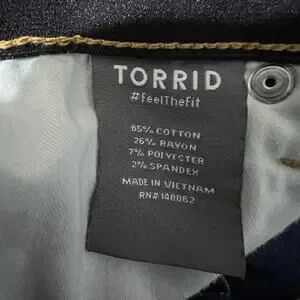 TORRID
#FeelTheFit
65% COTTON
26% RAYON
7% POLYESTER
2% SPANDEX
MADE IN VIETNAM
RN# 148862